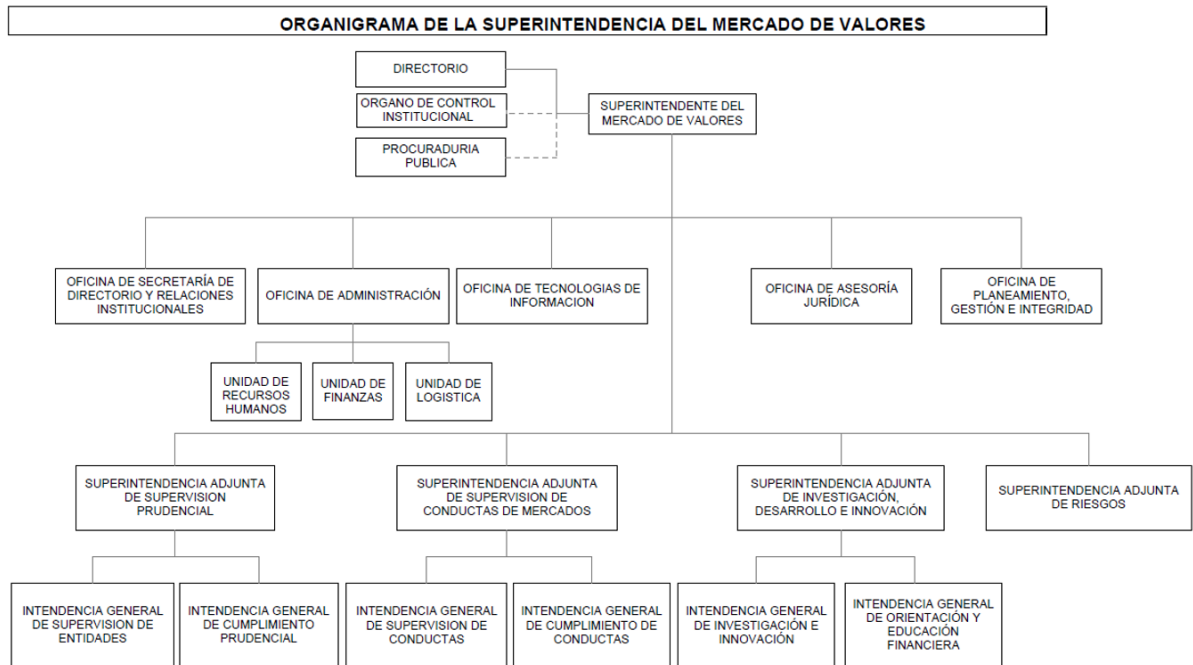 ORGANIGRAMA DE LA SUPERINTENDENCIA DEL MERCADO DE VALORES
DIRECTORIO
ORGANO DE CONTROL
INSTITUCIONAL
SUPERINTENDENTE DEL
MERCADO DE VALORES
PROCURADURIA
PUBLICA
OFICINA DE SECRETARÍA DE
DIRECTORIO Y RELACIONES
INSTITUCIONALES
OFICINA DE ADMINISTRACIÓN
OFICINA DE TECNOLOGIAS DE
INFORMACION
OFICINA DE ASESORÍA
JURÍDICA
OFICINA DE
PLANEAMIENTO,
GESTIÓN E INTEGRIDAD
UNIDAD DE
RECURSOS
HUMANOS
UNIDAD DE
FINANZAS
UNIDAD DE
LOGISTICA
SUPERINTENDENCIA ADJUNTA
DE SUPERVISION
PRUDENCIAL
SUPERINTENDENCIA ADJUNTA
DE SUPERVISION DE
CONDUCTAS DE MERCADOS
SUPERINTENDENCIA ADJUNTA
DE INVESTIGACIÓN,
DESARROLLO E INNOVACIÓN
SUPERINTENDENCIA ADJUNTA
DE RIESGOS
INTENDENCIA GENERAL
DE SUPERVISION DE
ENTIDADES
INTENDENCIA GENERAL
DE CUMPLIMIENTO
PRUDENCIAL
INTENDENCIA GENERAL
DE SUPERVISION DE
CONDUCTAS
INTENDENCIA GENERAL
DE CUMPLIMIENTO DE
CONDUCTAS
INTENDENCIA GENERAL
DE INVESTIGACIÓN E
INNOVACIÓN
INTENDENCIA GENERAL
DE ORIENTACIÓN Y
EDUCACIÓN
FINANCIERA